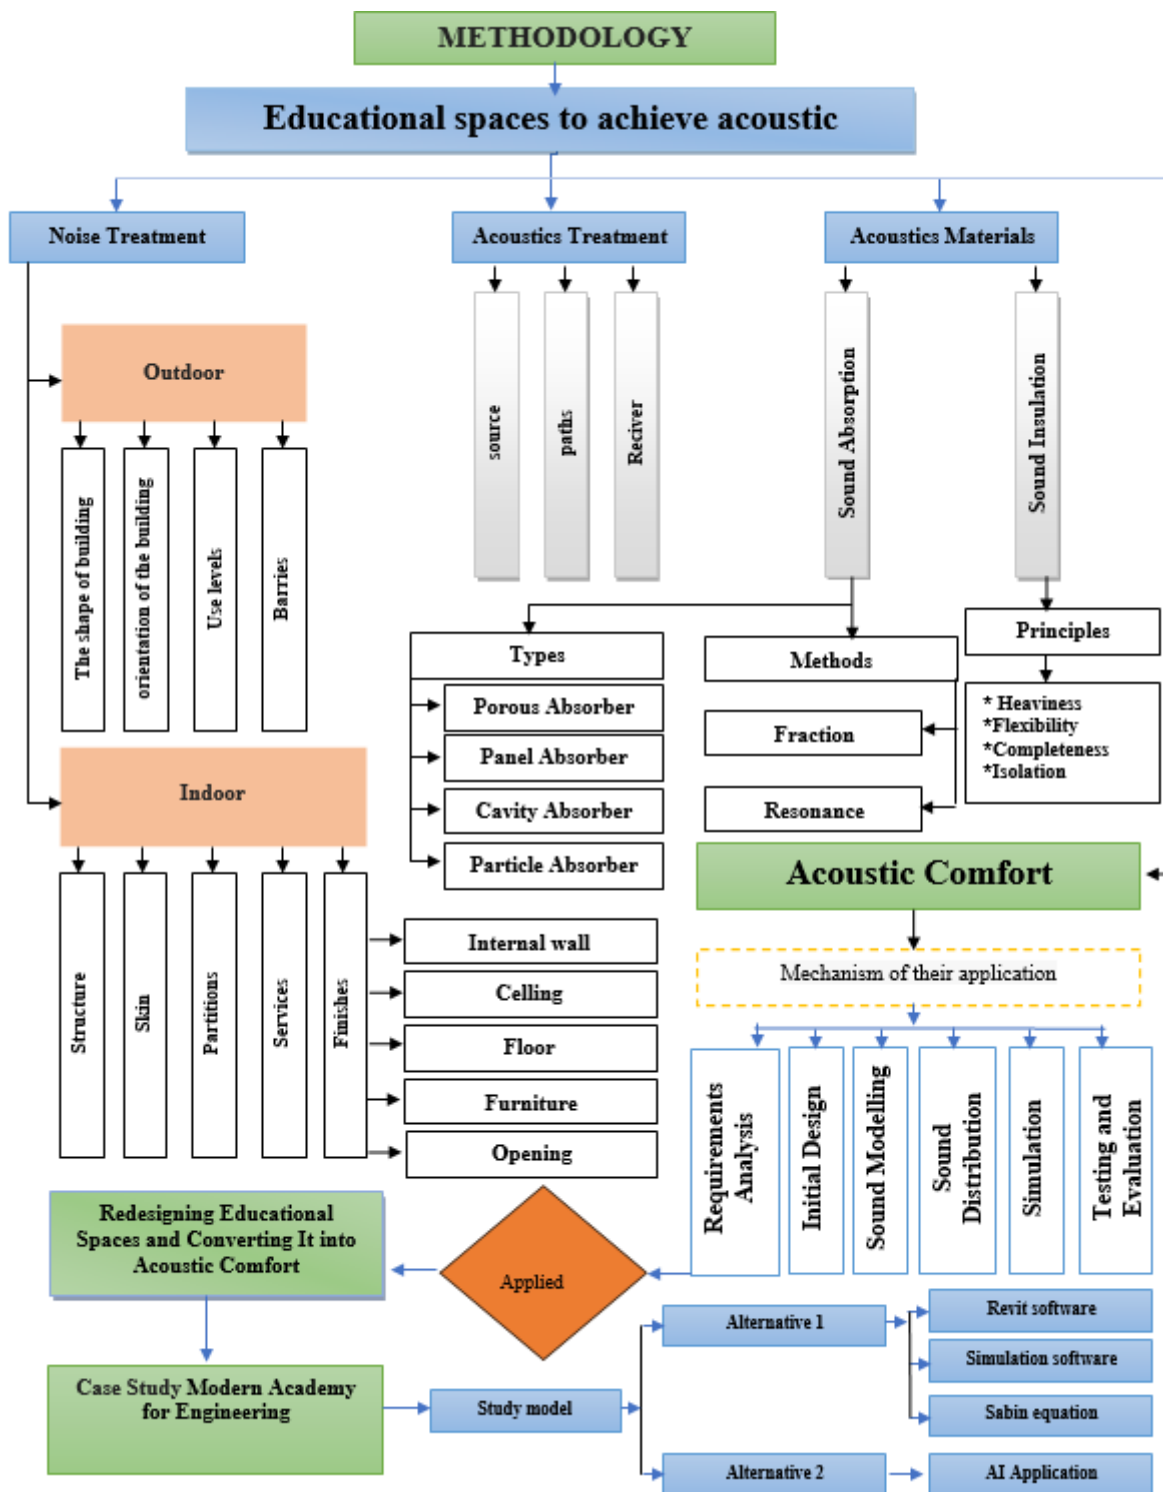 METHODOLOGY
Educational spaces to achieve acoustic
Noise Treatment
Acoustics Treatment
Acoustics Materials
Outdoor
The shape of building
orientation of the building
Use levels
Barries
source
paths
Reciver
Sound Absorption
Sound Insulation
Types
Porous Absorber
Panel Absorber
Cavity Absorber
Particle Absorber
Methods
Fraction
Resonance
Principles
* Heaviness
*Flexibility
*Completeness
*Isolation
Indoor
Structure
Skin
Partitions
Services
Finishes
Internal wall
Celling
Floor
Furniture
Opening
Acoustic Comfort
Mechanism of their application
Requirements
Analysis
Initial Design
Sound Modelling
Sound
Distribution
Simulation
Testing and
Evaluation
Applied
Redesigning Educational
Spaces and Converting It into
Acoustic Comfort
Case Study Modern Academy
for Engineering
Study model
Alternative 1
Revit software
Simulation software
Sabin equation
Alternative 2
AI Application